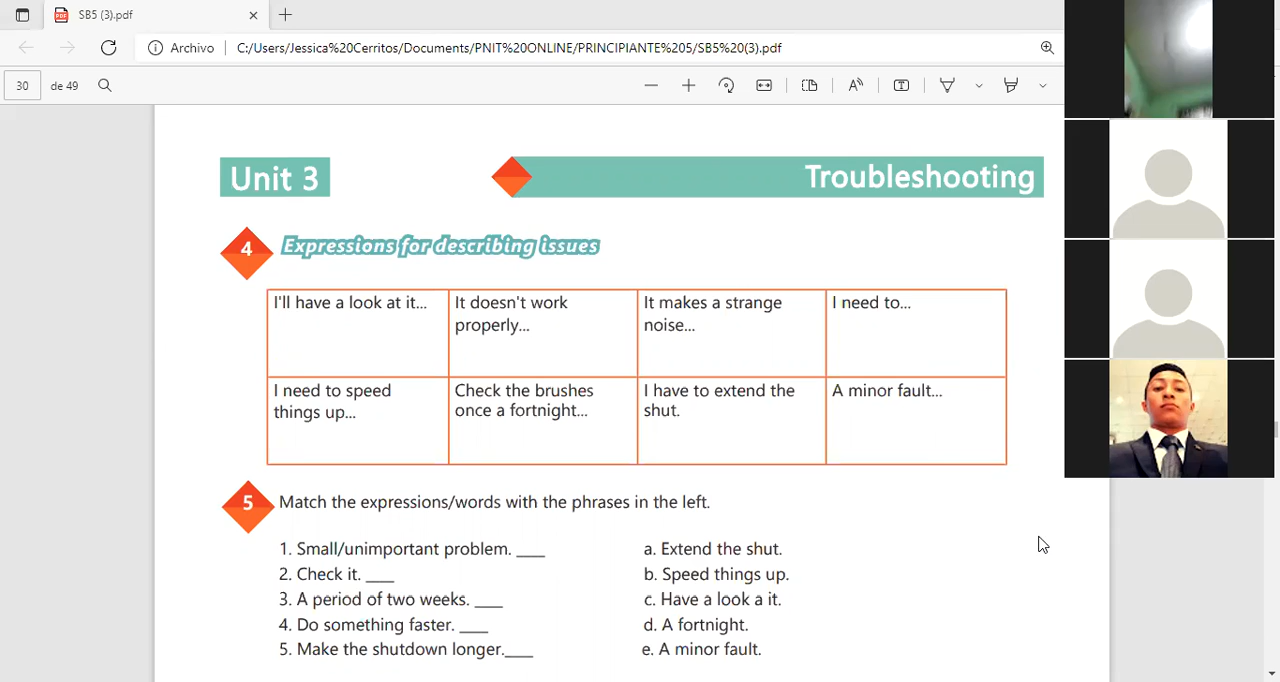 SB5 (3).pdf
Archivo C:/Users/Jessica%20Cerritos/Documents/PNIT%20ONLINE/PRINCIPIANTE%205/SB5%20(3).pdf
30 de 49
Unit 3 Troubleshooting
4 Expressions for describing issues
I'll have a look at it...
It doesn't work
properly...
It makes a strange
noise...
I need to...
I need to speed
things up...
Check the brushes
once a fortnight...
I have to extend the
shut.
A minor fault...
5 Match the expressions/words with the phrases in the left.
1. Small/unimportant problem. ____
2. Check it. ____
3. A period of two weeks. ____
4. Do something faster. ____
5. Make the shutdown longer.____
a. Extend the shut.
b. Speed things up.
c. Have a look a it.
d. A fortnight.
e. A minor fault.